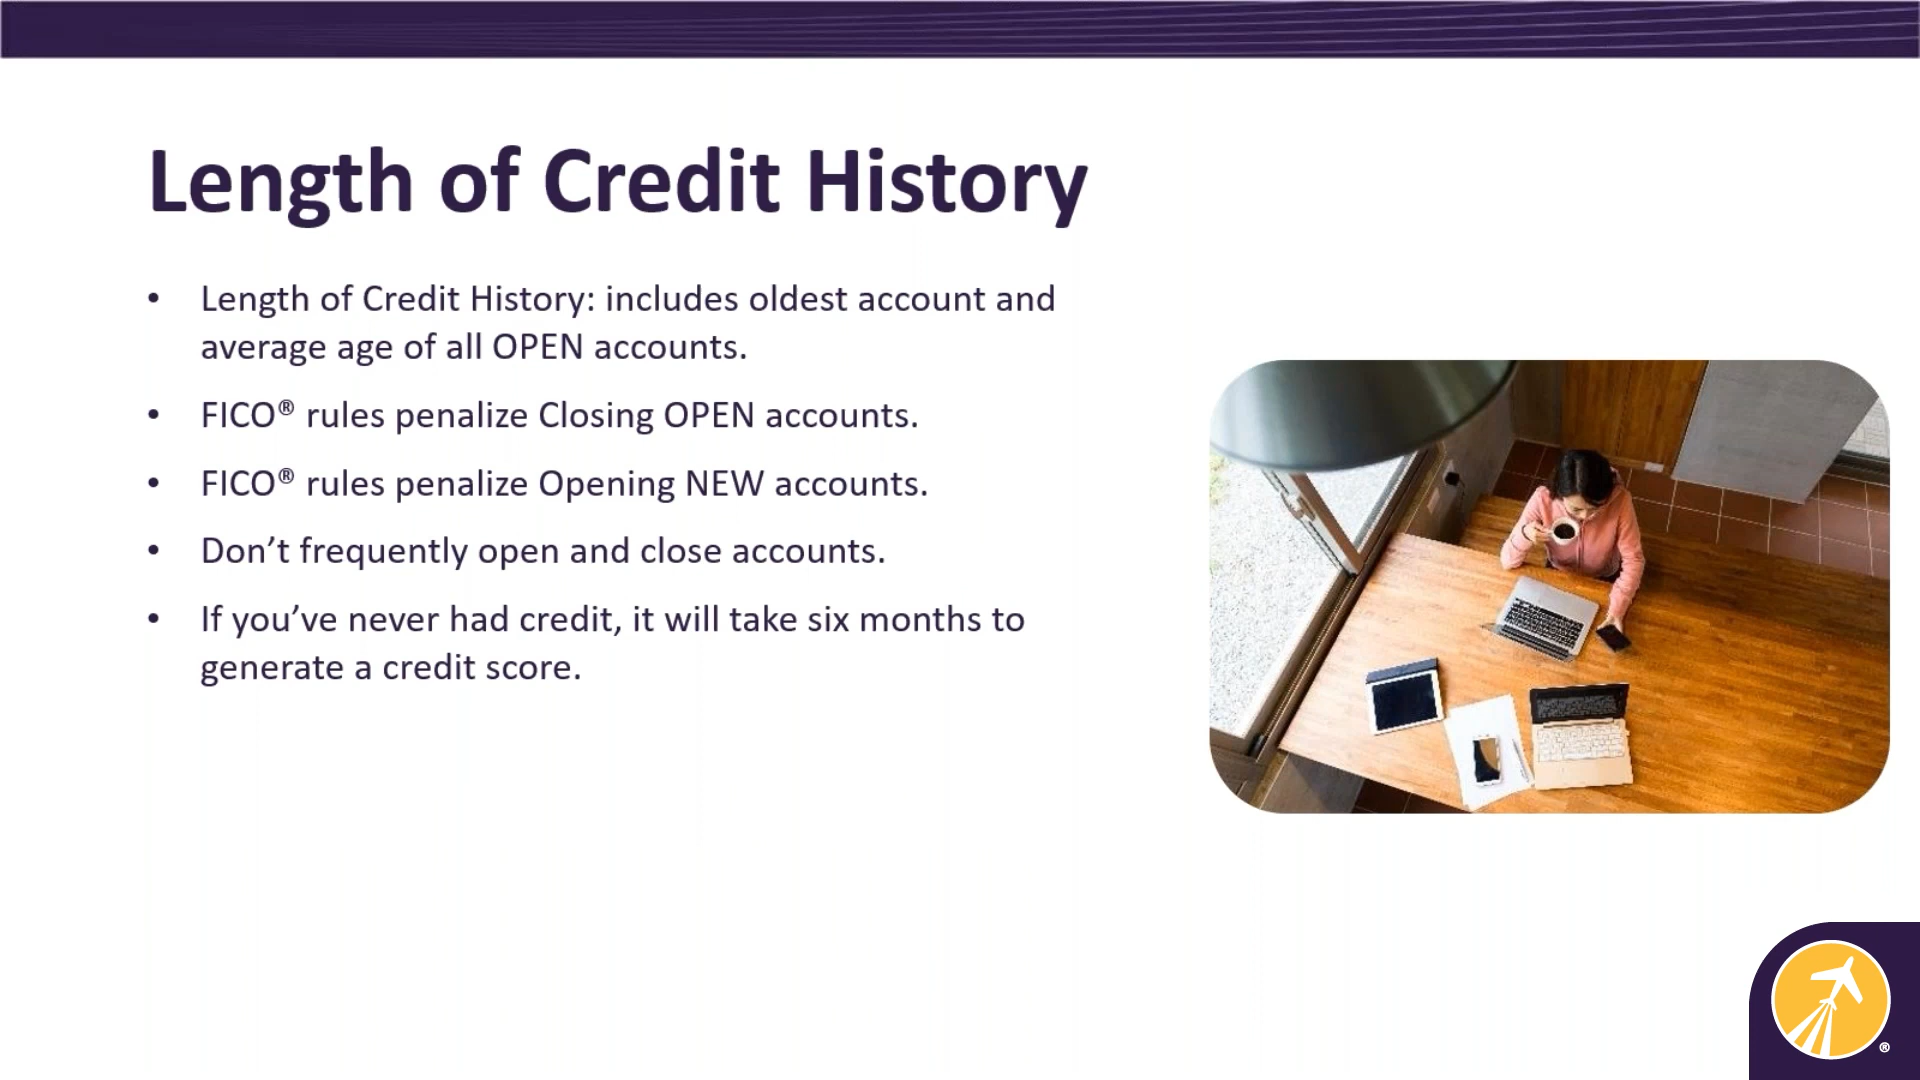 Length of Credit History
• Length of Credit History: includes oldest account and
average age of all OPEN accounts.
• FICO® rules penalize Closing OPEN accounts.
• FICO® rules penalize Opening NEW accounts.
• Don’t frequently open and close accounts.
• If you’ve never had credit, it will take six months to
generate a credit score.
®